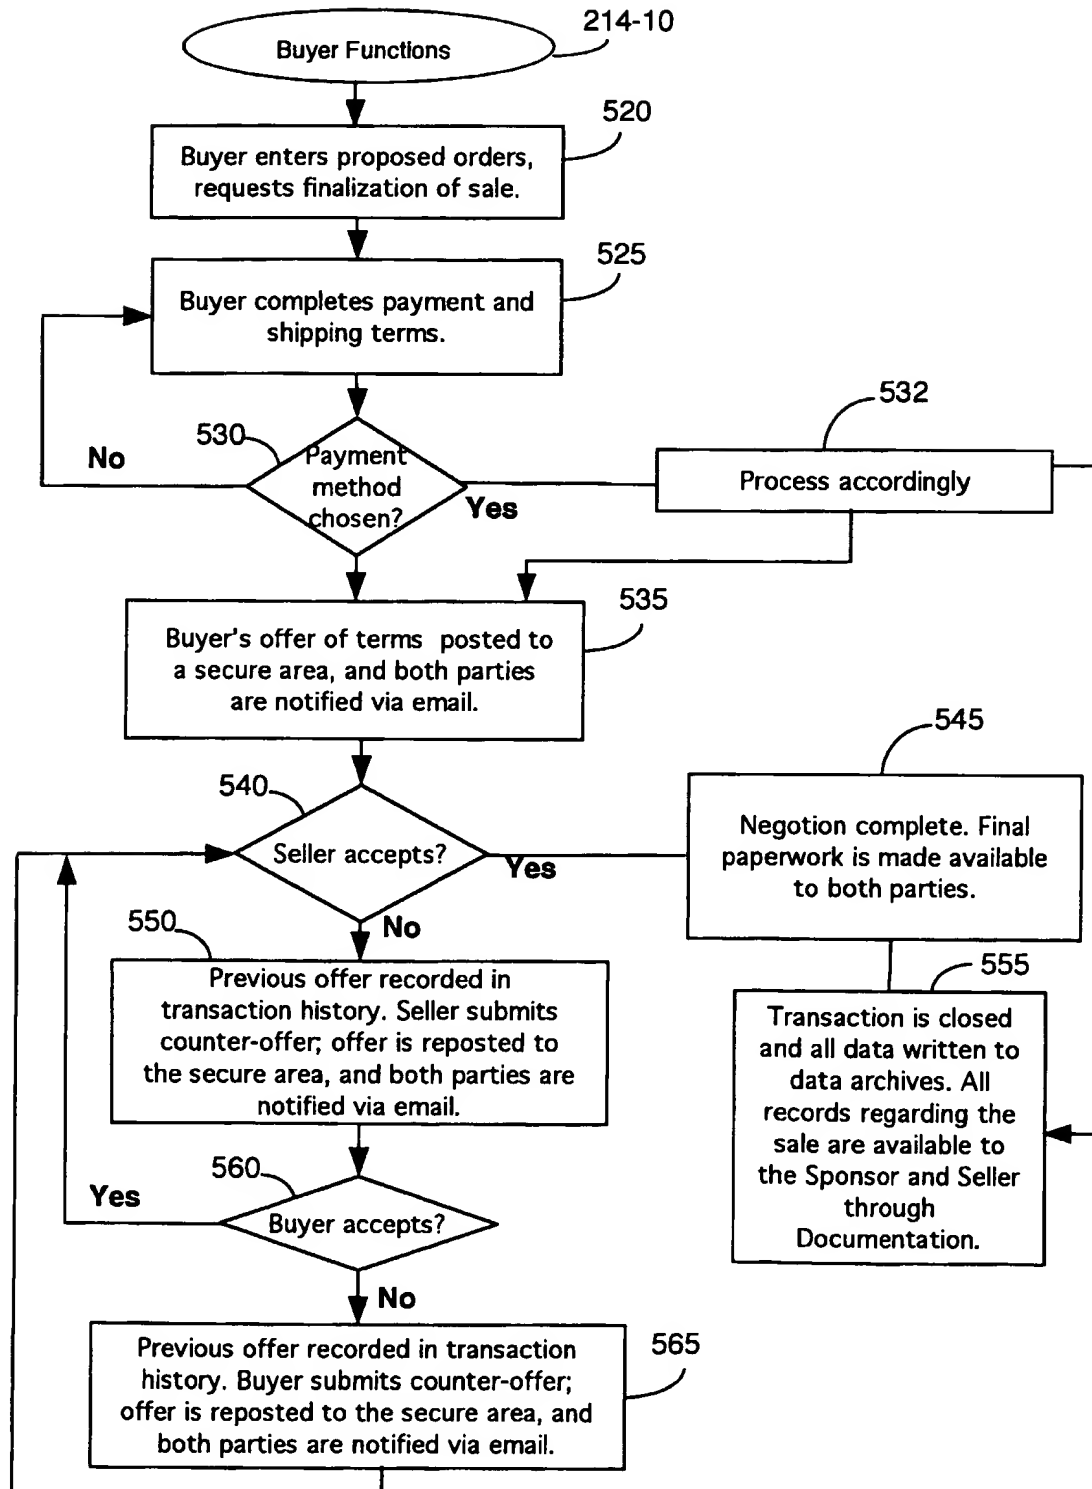 214-10
Buyer Functions
520
Buyer enters proposed orders,
requests finalization of sale.
525
Buyer completes payment and
shipping terms.
532
530
No
Payment
method
chosen?
Yes
Process accordingly
535
Buyer's offer of terms posted to
a secure area, and both parties
are notified via email.
545
540
Seller accepts?
Yes
Negotion complete. Final
paperwork is made available
to both parties.
No
550
Previous offer recorded in
transaction history. Seller submits
counter-offer; offer is reposted to
the secure area, and both parties are
notified via email.
555
Transaction is closed
and all data written to
data archives. All
records regarding the
sale are available to
the Sponsor and Seller
through
Documentation.
560
Yes
Buyer accepts?
No
565
Previous offer recorded in transaction
history. Buyer submits counter-offer;
offer is reposted to the secure area, and
both parties are notified via email.